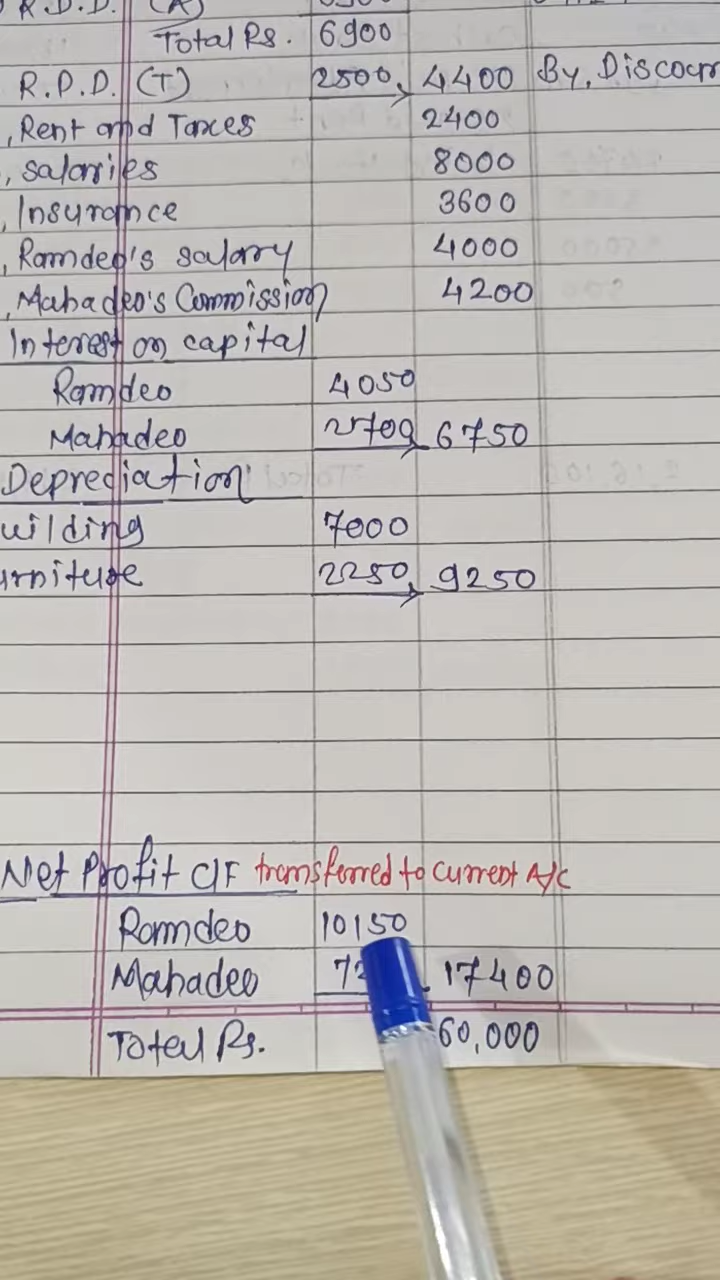 R.D.D. (A)
Total Rs. 6900
R.D.D. (T) 2500 4400 By, Discoun
, Rent and Taxes 2400
, salaries 8000
, Insurance 3600
, Ramdeo's salary 4000
, Mahadeo's Commission 4200
Interest on capital
Ramdeo 4050
Mahadeo 2700 6750
Depreciation
uilding 7000
urniture 2250 9250
Net Profit C/F transferred to Current A/C
Ramdeo 10150
Mahadeo 17400
Total Rs. 60,000